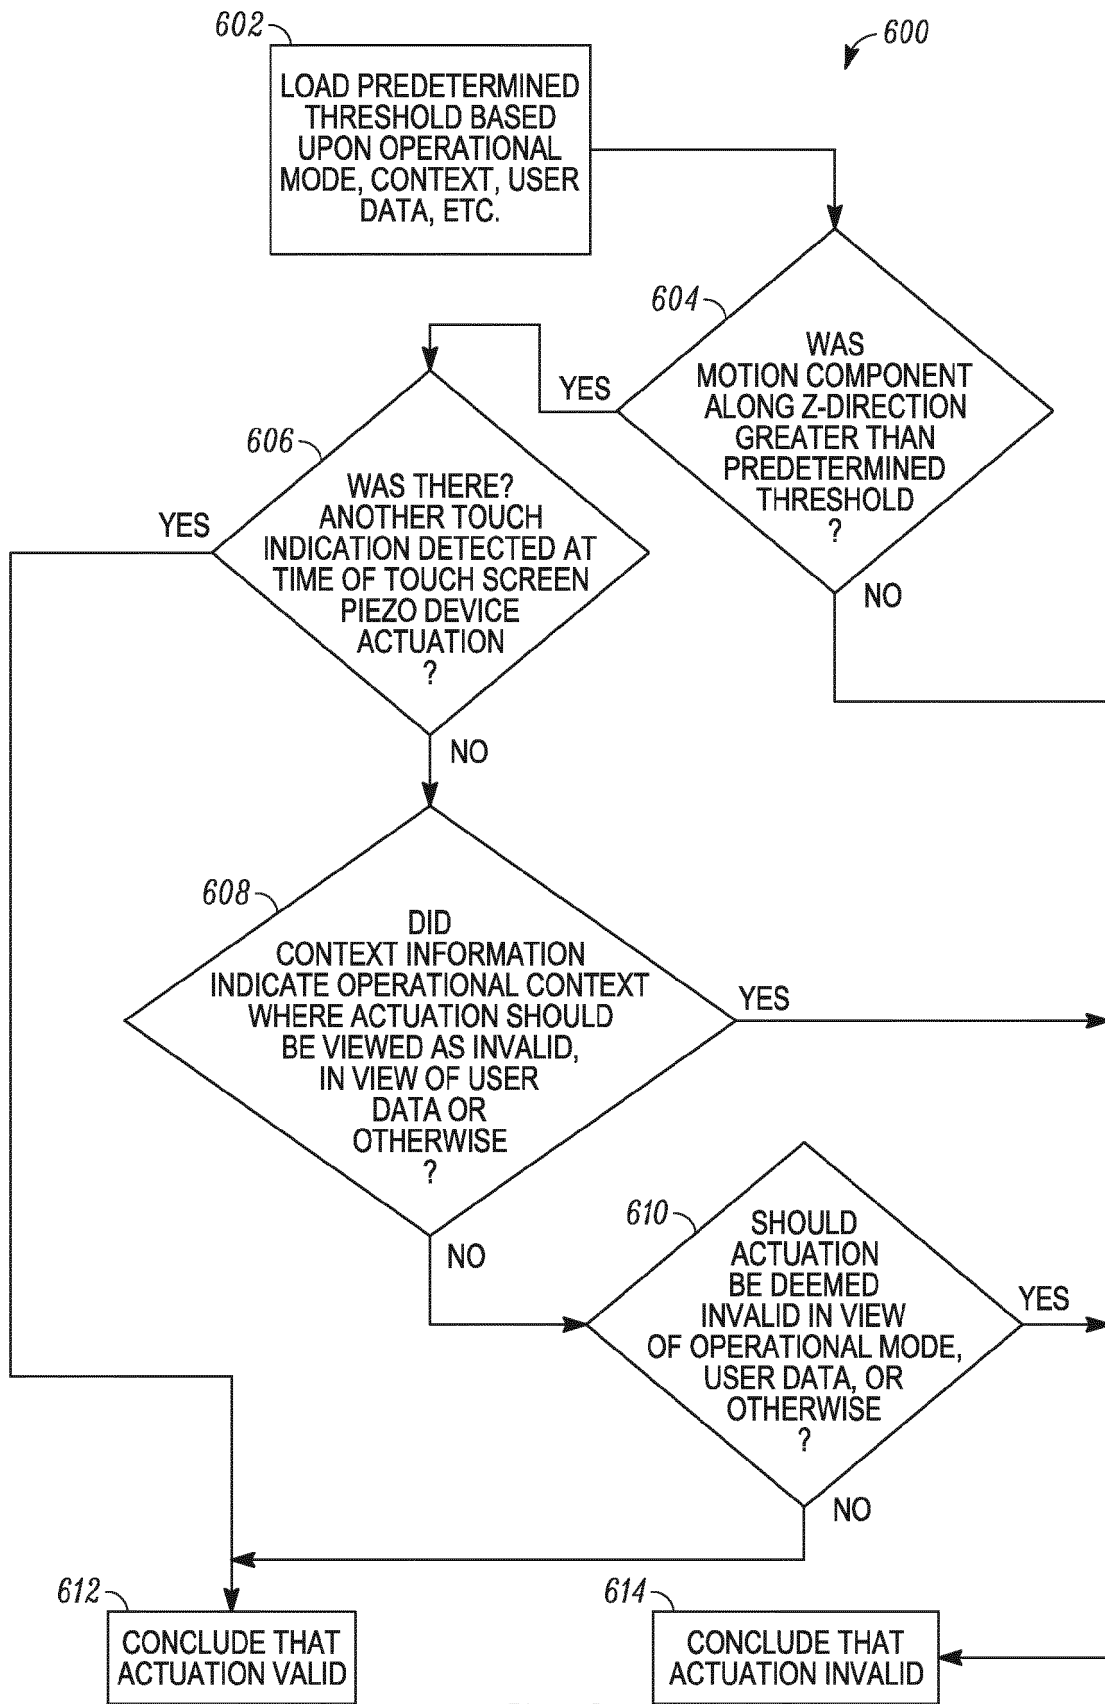 602
600
LOAD PREDETERMINED
THRESHOLD BASED
UPON OPERATIONAL
MODE, CONTEXT, USER
DATA, ETC.
604
WAS
MOTION COMPONENT
ALONG Z-DIRECTION
GREATER THAN
PREDETERMINED
THRESHOLD
?
YES
NO
606
WAS THERE?
ANOTHER TOUCH
INDICATION DETECTED AT
TIME OF TOUCH SCREEN
PIEZO DEVICE
ACTUATION
?
YES
NO
608
DID
CONTEXT INFORMATION
INDICATE OPERATIONAL CONTEXT
WHERE ACTUATION SHOULD
BE VIEWED AS INVALID,
IN VIEW OF USER
DATA OR
OTHERWISE
?
YES
NO
610
SHOULD
ACTUATION
BE DEEMED
INVALID IN VIEW
OF OPERATIONAL MODE,
USER DATA, OR
OTHERWISE
?
YES
NO
612
CONCLUDE THAT
ACTUATION VALID
614
CONCLUDE THAT
ACTUATION INVALID